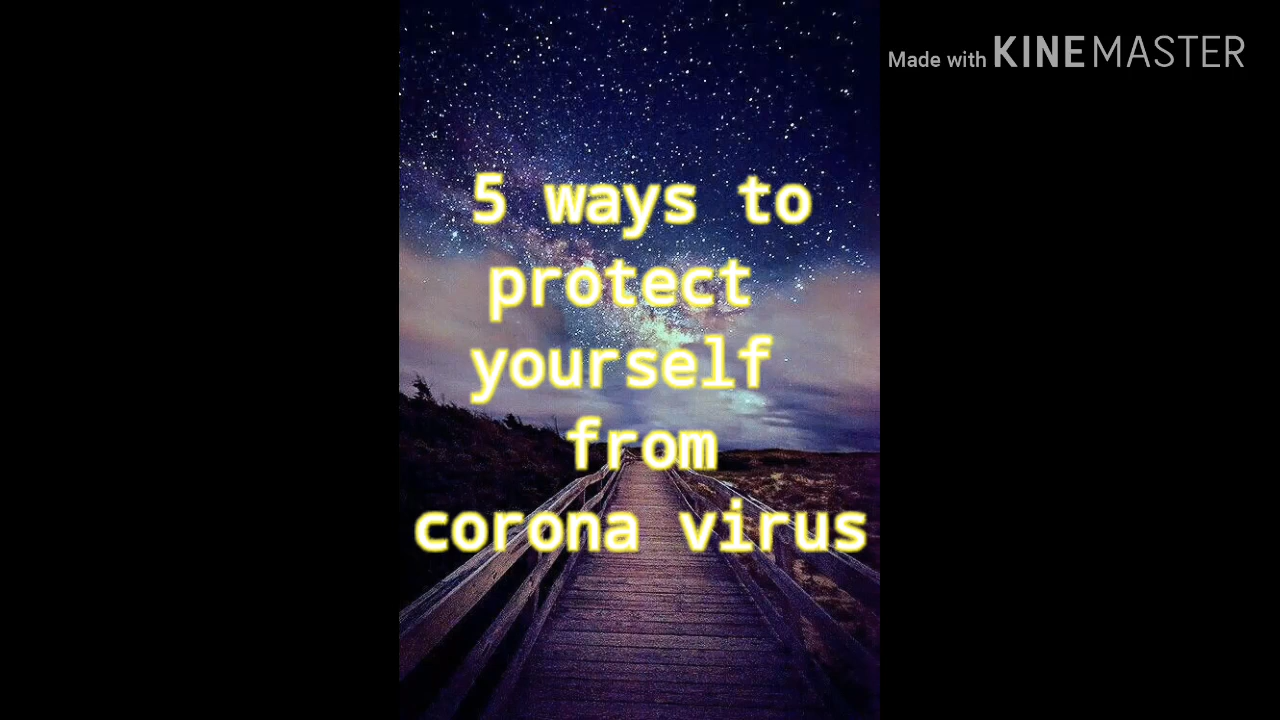 Made with KINEMASTER
5 ways to
protect
yourself
from
corona virus